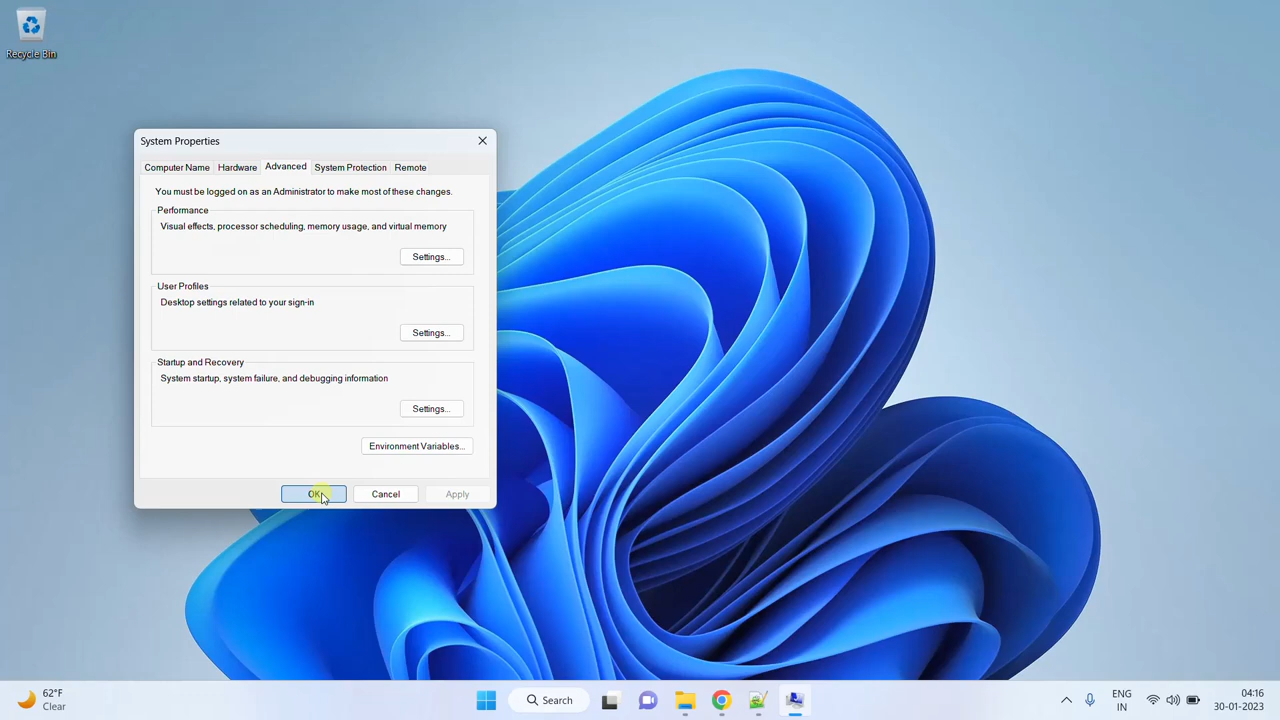 Recycle Bin
System Properties
Computer Name Hardware Advanced System Protection Remote
You must be logged on as an Administrator to make most of these changes.
Performance
Visual effects, processor scheduling, memory usage, and virtual memory
Settings...
User Profiles
Desktop settings related to your sign-in
Settings...
Startup and Recovery
System startup, system failure, and debugging information
Settings...
Environment Variables...
OK Cancel Apply
62°F
Clear
Search
ENG
IN
04:16
30-01-2023